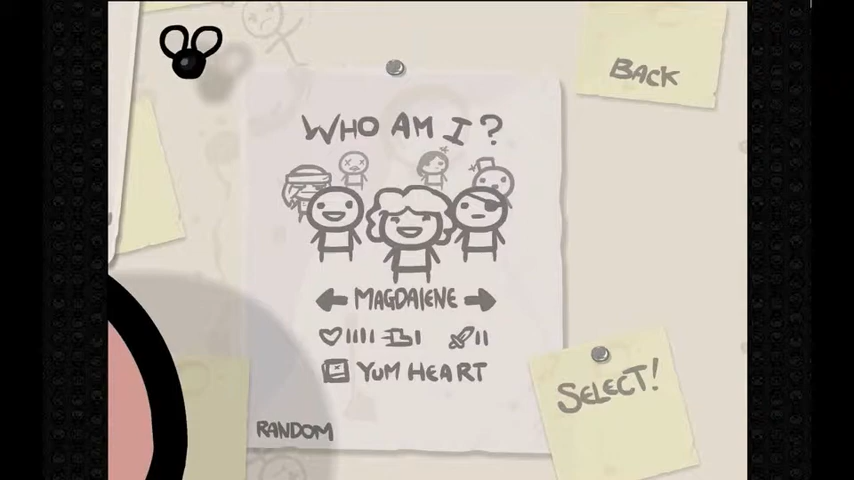 BACK
WHO AM I?
MAGDALENE
YUM HEART
SELECT!
RANDOM